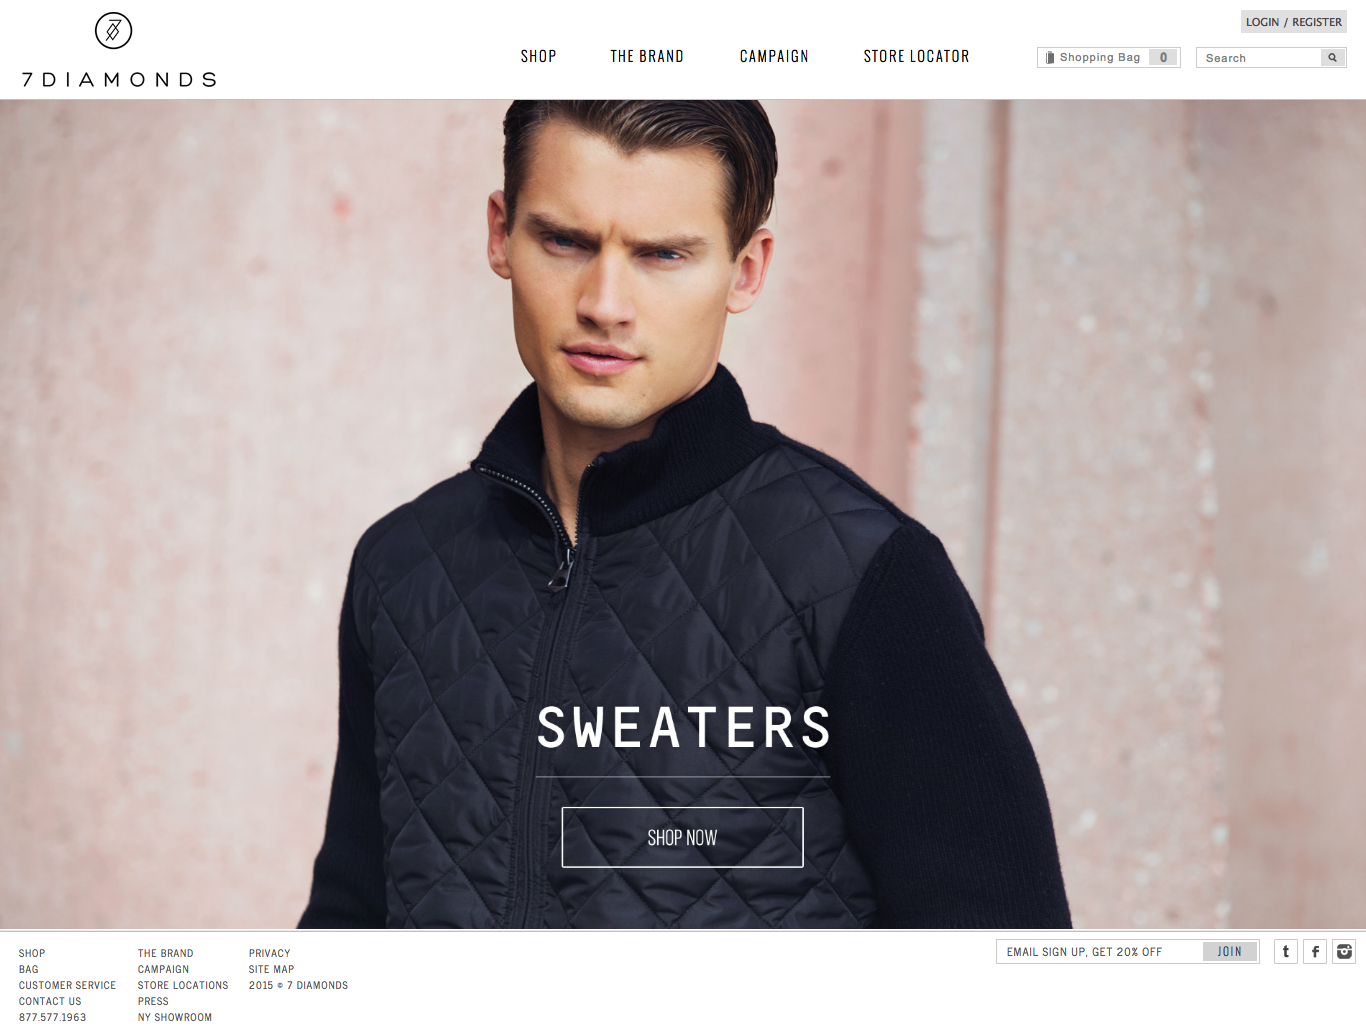 7DIAMONDS
SHOP
THE BRAND
CAMPAIGN
STORE LOCATOR
LOGIN / REGISTER
Shopping Bag 0
Search
SWEATERS
SHOP NOW
SHOP
BAG
CUSTOMER SERVICE
CONTACT US
877.577.1963
THE BRAND
CAMPAIGN
STORE LOCATIONS
PRESS
NY SHOWROOM
PRIVACY
SITE MAP
2015 © 7 DIAMONDS
EMAIL SIGN UP, GET 20% OFF
JOIN